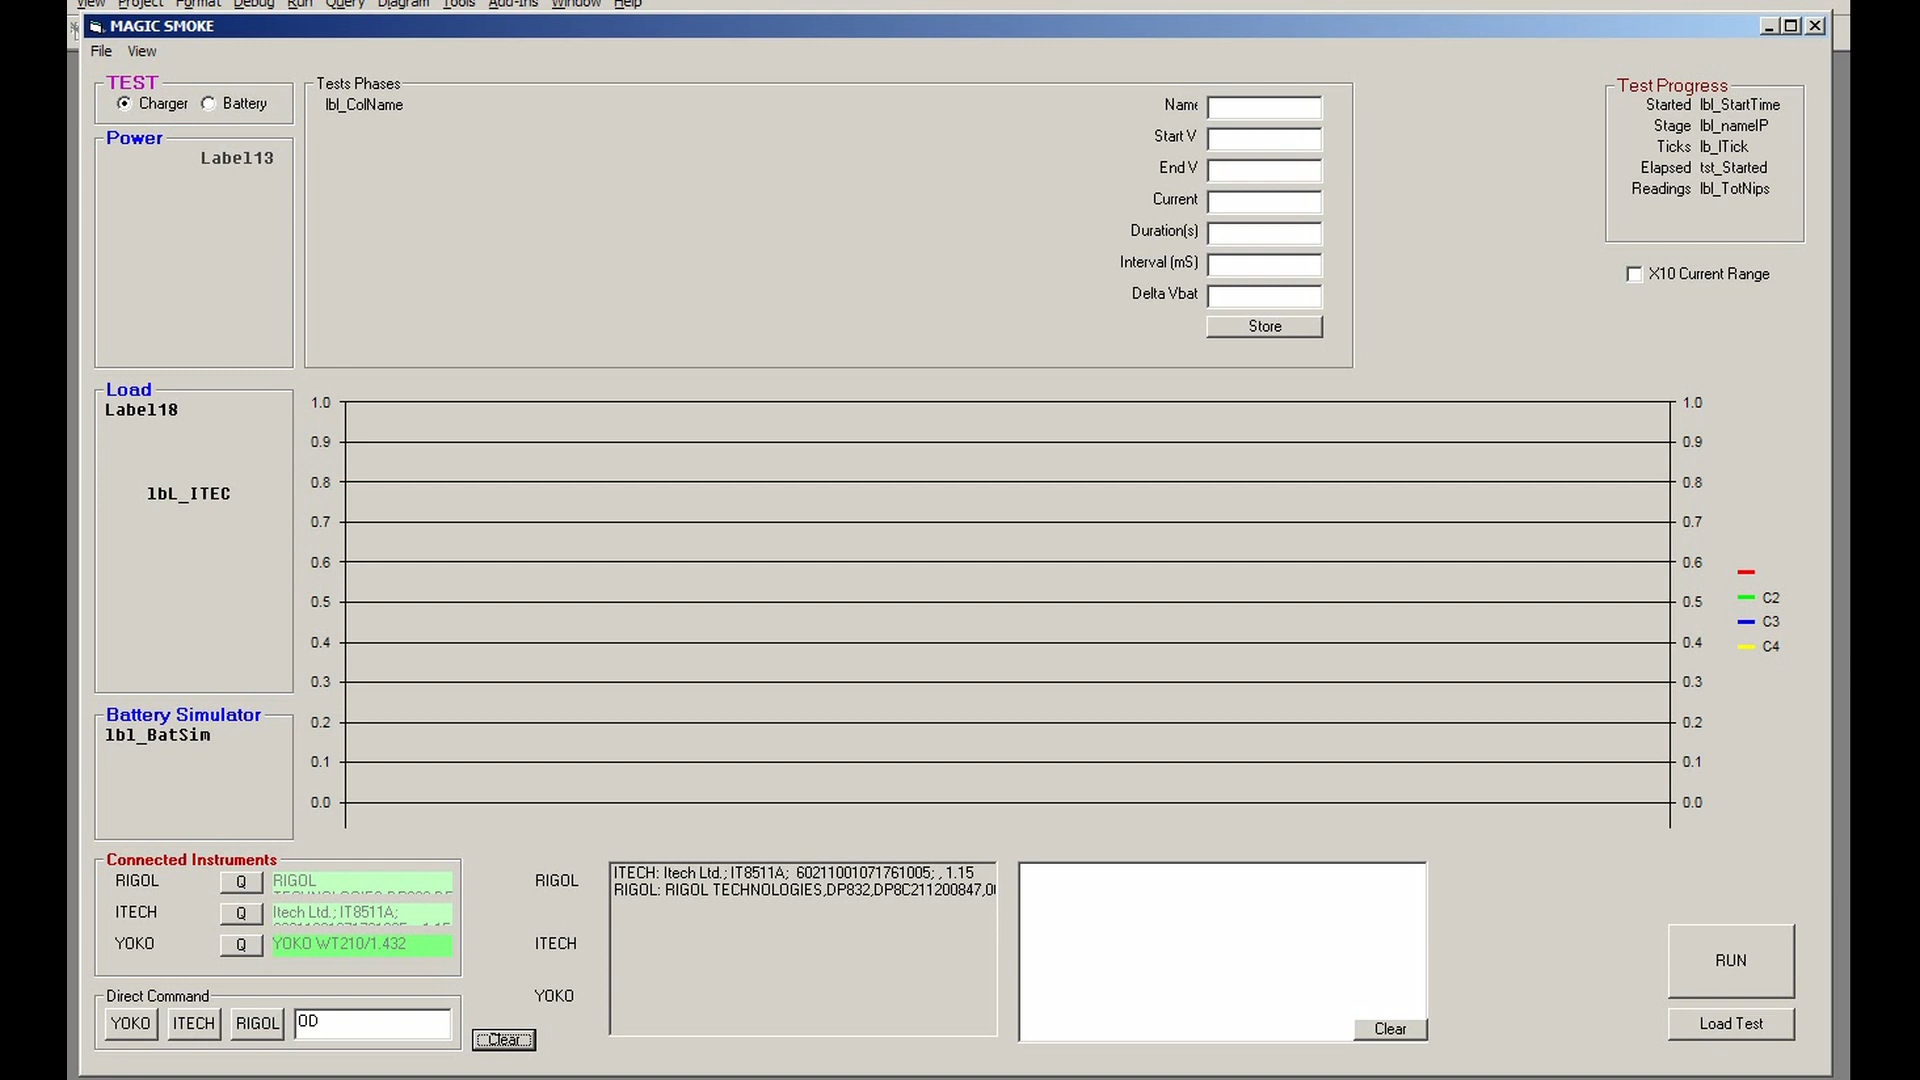 View Project Format Debug Run Query Diagram Tools Add-Ins Window Help
MAGIC SMOKE
File View
TEST
Charger Battery
Power
Label13
Tests Phases
lbl_ColName
Name
Start V
End V
Current
Duration(s)
Interval (mS)
Delta Vbat
Store
Test Progress
Started lbl_StartTime
Stage lbl_nameIP
Ticks lb_ITick
Elapsed tst_Started
Readings lbl_TotNips
X10 Current Range
Load
Label18
lbL_ITEC
Battery Simulator
lbl_BatSim
1.0 1.0
0.9 0.9
0.8 0.8
0.7 0.7
0.6 0.6
0.5 0.5
0.4 0.4
0.3 0.3
0.2 0.2
0.1 0.1
0.0 0.0
C2
C3
C4
Connected Instruments
RIGOL Q RIGOL
ITECH Q Itech Ltd.; IT8511A;
YOKO Q YOKO WT210/1.432
Direct Command
YOKO ITECH RIGOL OD
Clear
RIGOL
ITECH
YOKO
ITECH: Itech Ltd.; IT8511A; 60211001071761005; , 1.15
RIGOL: RIGOL TECHNOLOGIES,DP832,DP8C211200847,0
Clear
RUN
Load Test